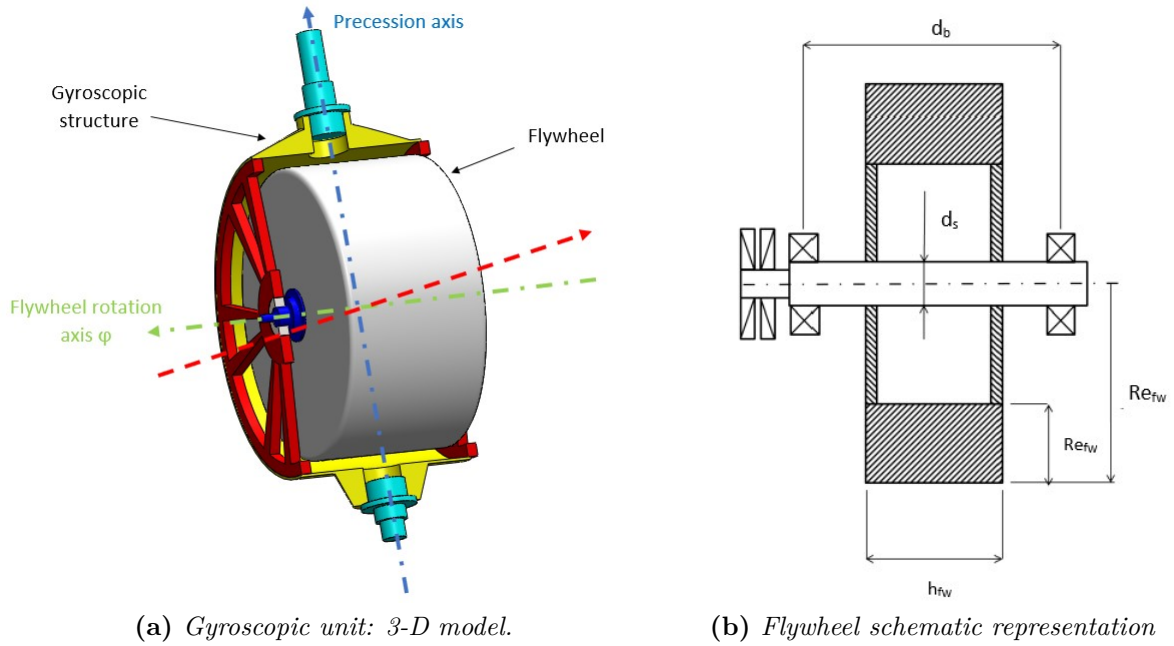 Precession axis
Gyroscopic
structure
Flywheel
Flywheel rotation
axis φ
(a) Gyroscopic unit: 3-D model.
d_b
d_s
Re_fw
Re_fw
h_fw
(b) Flywheel schematic representation